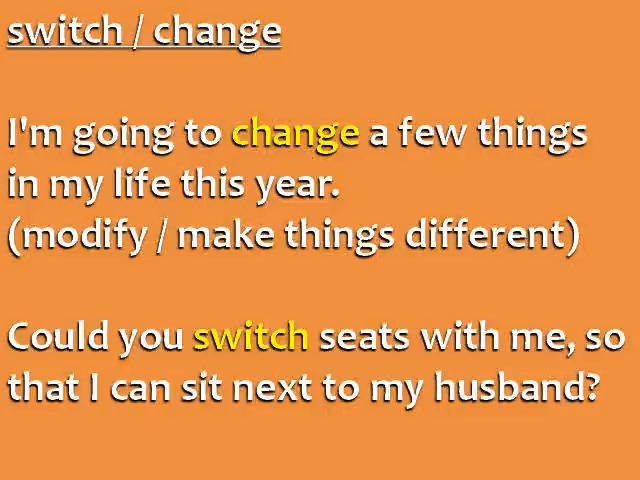 switch / change
I'm going to change a few things
in my life this year.
(modify / make things different)
Could you switch seats with me, so
that I can sit next to my husband?